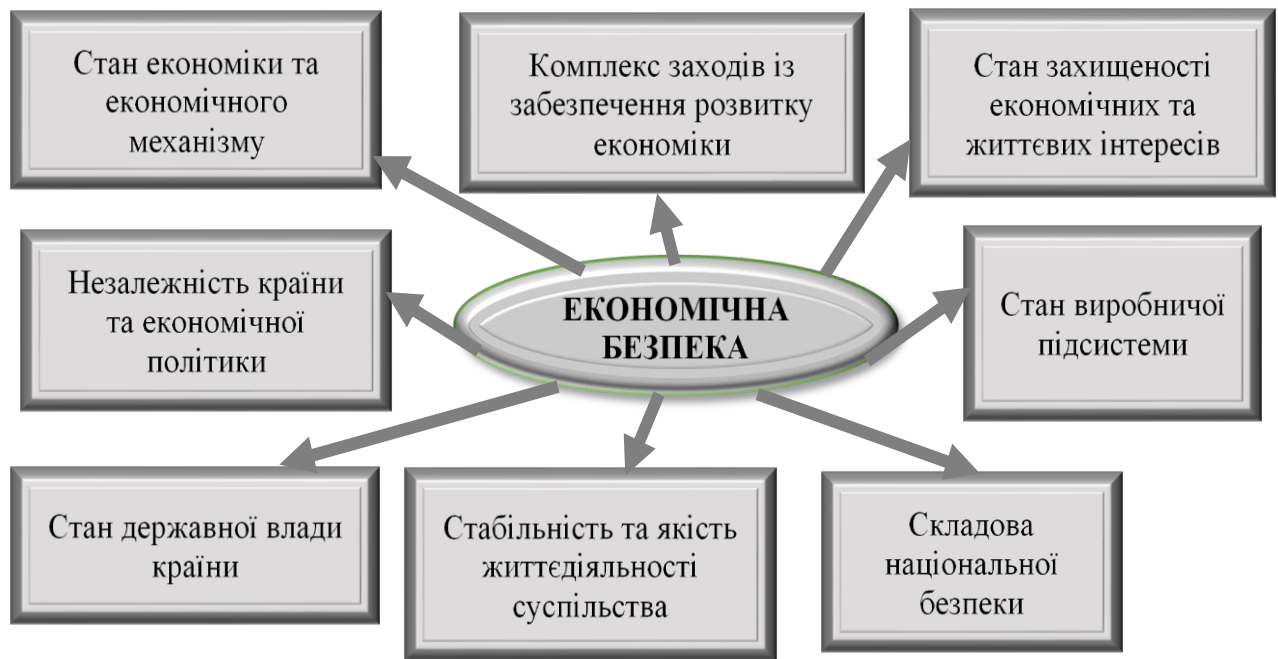 Стан економіки та
економічного
механізму
Комплекс заходів із
забезпечення розвитку
економіки
Стан захищеності
економічних та
життєвих інтересів
Незалежність країни
та економічної
політики
ЕКОНОМІЧНА
БЕЗПЕКА
Стан виробничої
підсистеми
Стан державної влади
країни
Стабільність та якість
життєдіяльності
суспільства
Складова
національної
безпеки